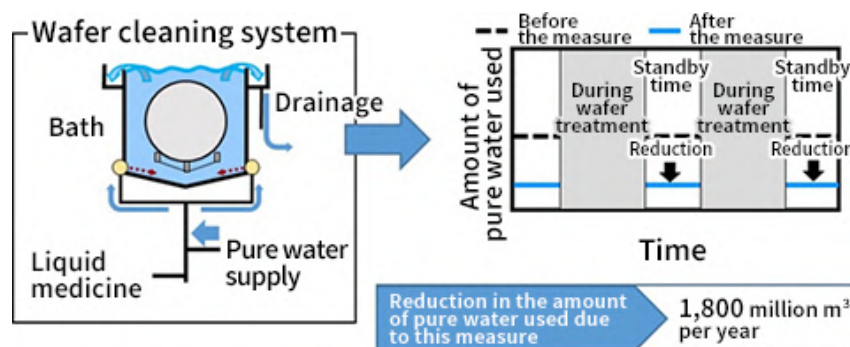 Wafer cleaning system
Bath
Drainage
Liquid
medicine
Pure water
supply
Before
the measure
After
the measure
Amount of
pure water used
During
wafer
treatment
Standby
time
Reduction
During
wafer
treatment
Standby
time
Reduction
Time
Reduction in the amount
of pure water used due
to this measure
1,800 million m³
per year